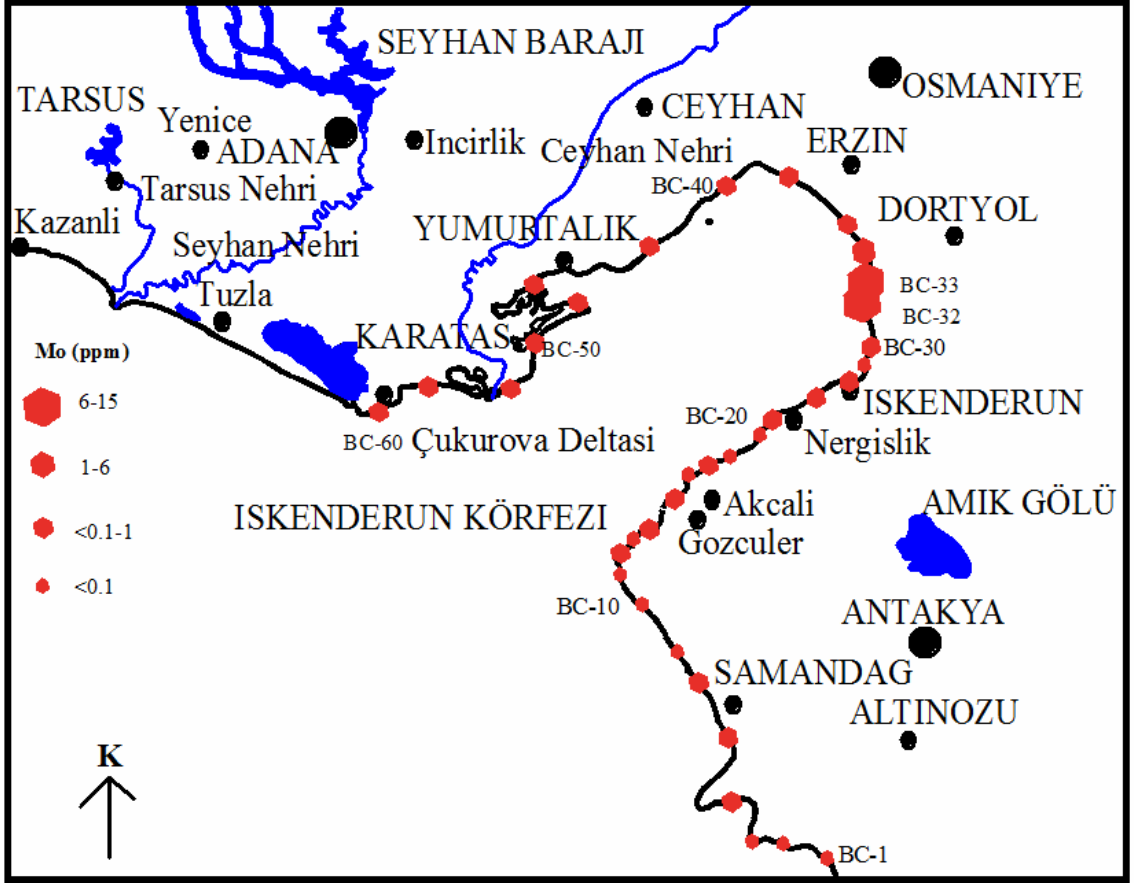 SEYHAN BARAJI
OSMANIYE
TARSUS
CEYHAN
Yenice
ADANA
Incirlik
Ceyhan Nehri
ERZIN
Tarsus Nehri
BC-40
Kazanli
DORTYOL
YUMURTALIK
Seyhan Nehri
Tuzla
BC-33
BC-32
KARATAS
BC-50
BC-30
Mo (ppm)
6-15
1-6
<0.1-1
<0.1
ISKENDERUN
BC-20
Nergislik
BC-60
Çukurova Deltasi
Akcali
AMIK GÖLÜ
ISKENDERUN KÖRFEZI
Gozculer
BC-10
ANTAKYA
SAMANDAG
ALTINOZU
K
BC-1